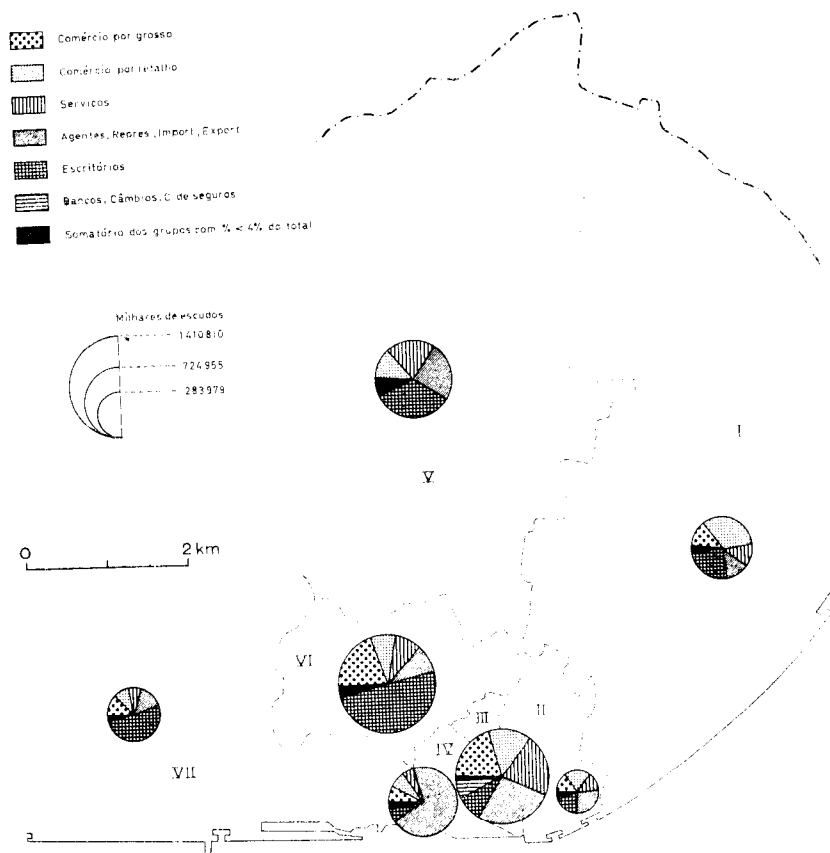 Comércio por grosso
Comércio por retalho
Serviços
Agentes, Repres, Import, Export
Escritórios
Bancos, Câmbios, C de seguros
Somatório dos grupos com % < 4% do total
Milhares de escudos
1410810
724955
283979
I
V
0 2 km
VI
III
II
IV
VII